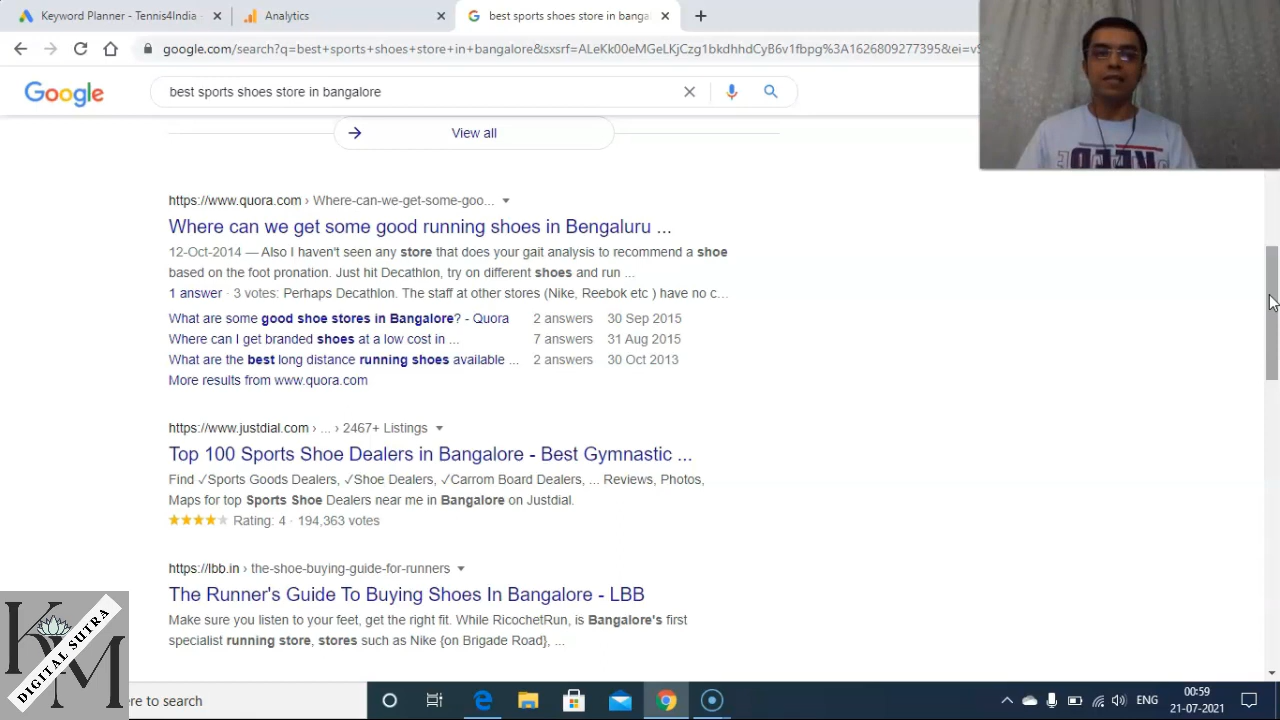 Keyword Planner - Tennis4India
Analytics
best sports shoes store in banga
google.com/search?q=best+sports+shoes+store+in+bangalore&sxsrf=ALeKk00eMGeLKjCzg1bkdhhdCyB6v1fbpg%3A1626809277395&ei=vS
Google
best sports shoes store in bangalore
View all
https://www.quora.com › Where-can-we-get-some-goo...
Where can we get some good running shoes in Bengaluru ...
12-Oct-2014 — Also I haven't seen any store that does your gait analysis to recommend a shoe
based on the foot pronation. Just hit Decathlon, try on different shoes and run ...
1 answer · 3 votes: Perhaps Decathlon. The staff at other stores (Nike, Reebok etc ) have no c...
What are some good shoe stores in Bangalore? - Quora 2 answers 30 Sep 2015
Where can I get branded shoes at a low cost in ... 7 answers 31 Aug 2015
What are the best long distance running shoes available ... 2 answers 30 Oct 2013
More results from www.quora.com
https://www.justdial.com › ... › 2467+ Listings
Top 100 Sports Shoe Dealers in Bangalore - Best Gymnastic ...
Find ✓Sports Goods Dealers, ✓Shoe Dealers, ✓Carrom Board Dealers, ... Reviews, Photos,
Maps for top Sports Shoe Dealers near me in Bangalore on Justdial.
Rating: 4 · 194,363 votes
https://lbb.in › the-shoe-buying-guide-for-runners
The Runner's Guide To Buying Shoes In Bangalore - LBB
Make sure you listen to your feet, get the right fit. While RicochetRun, is Bangalore's first
specialist running store, stores such as Nike {on Brigade Road}, ...
KM
DIGITAL SUTRA
ere to search
ENG
00:59
21-07-2021